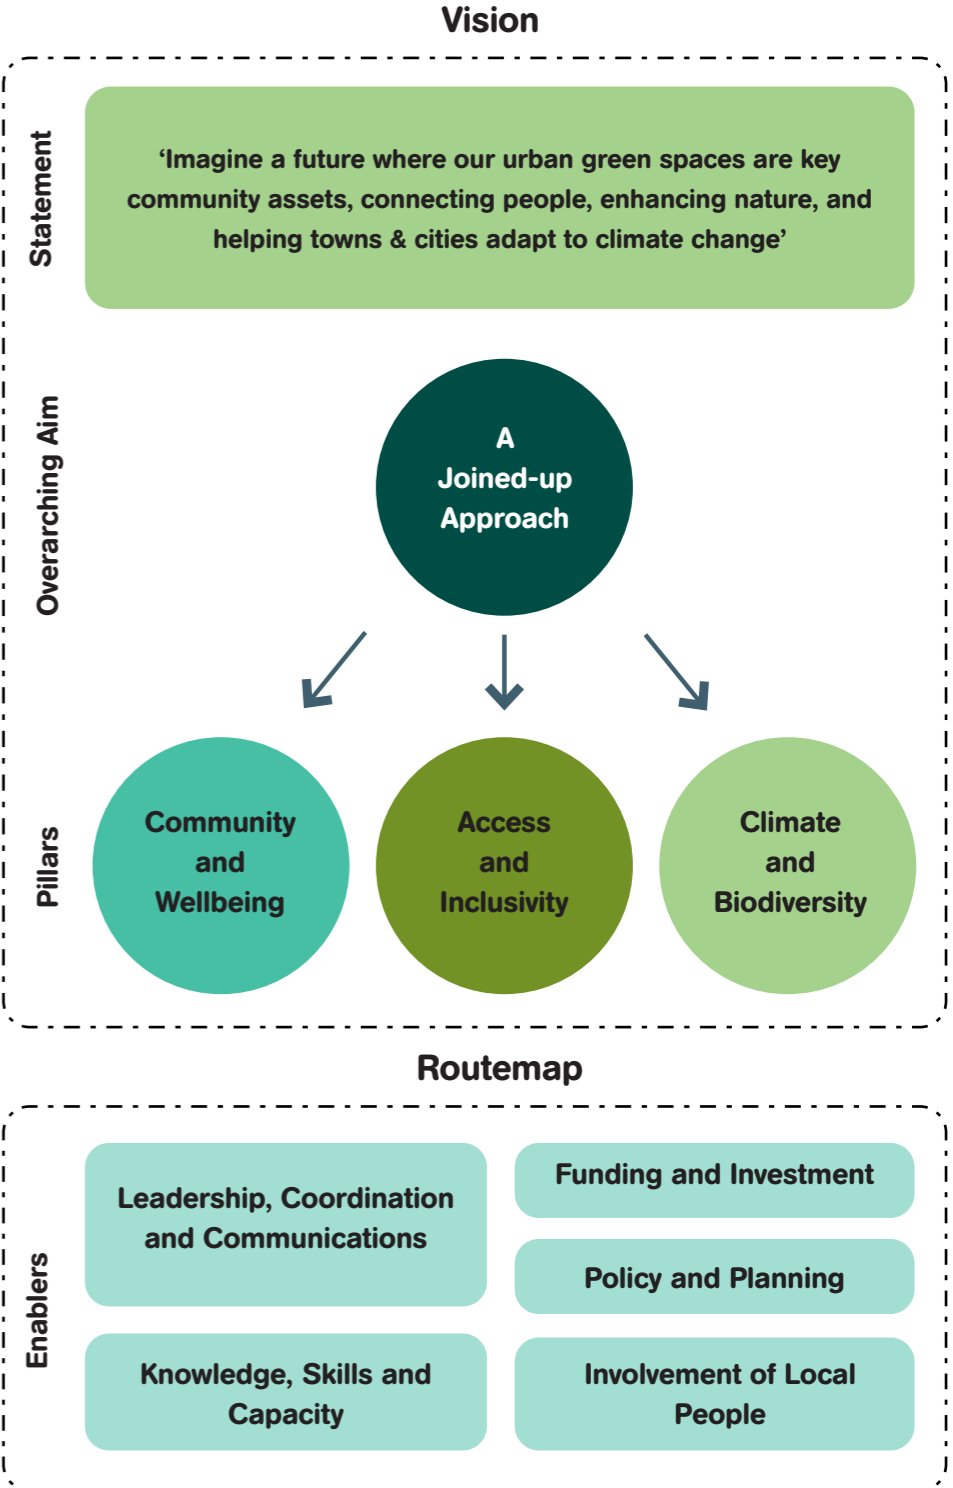 Vision
Statement
‘Imagine a future where our urban green spaces are key
community assets, connecting people, enhancing nature, and
helping towns & cities adapt to climate change’
Overarching Aim
A
Joined-up
Approach
Pillars
Community
and
Wellbeing
Access
and
Inclusivity
Climate
and
Biodiversity
Routemap
Enablers
Leadership, Coordination
and Communications
Funding and Investment
Policy and Planning
Knowledge, Skills and
Capacity
Involvement of Local
People